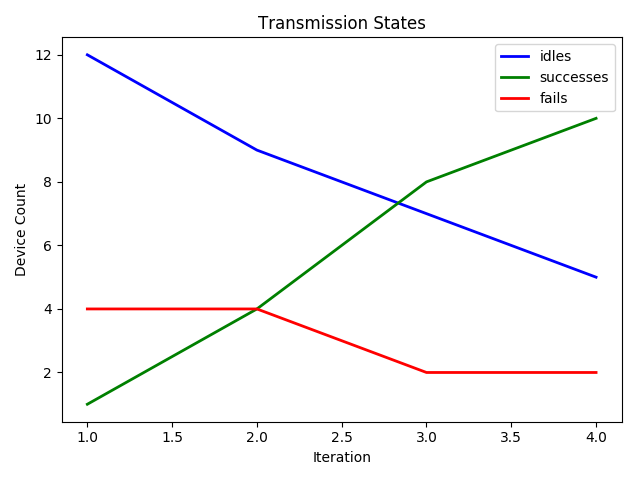 Transmission States
idles
successes
fails
Device Count
12
10
8
6
4
2
1.0 1.5 2.0 2.5 3.0 3.5 4.0
Iteration